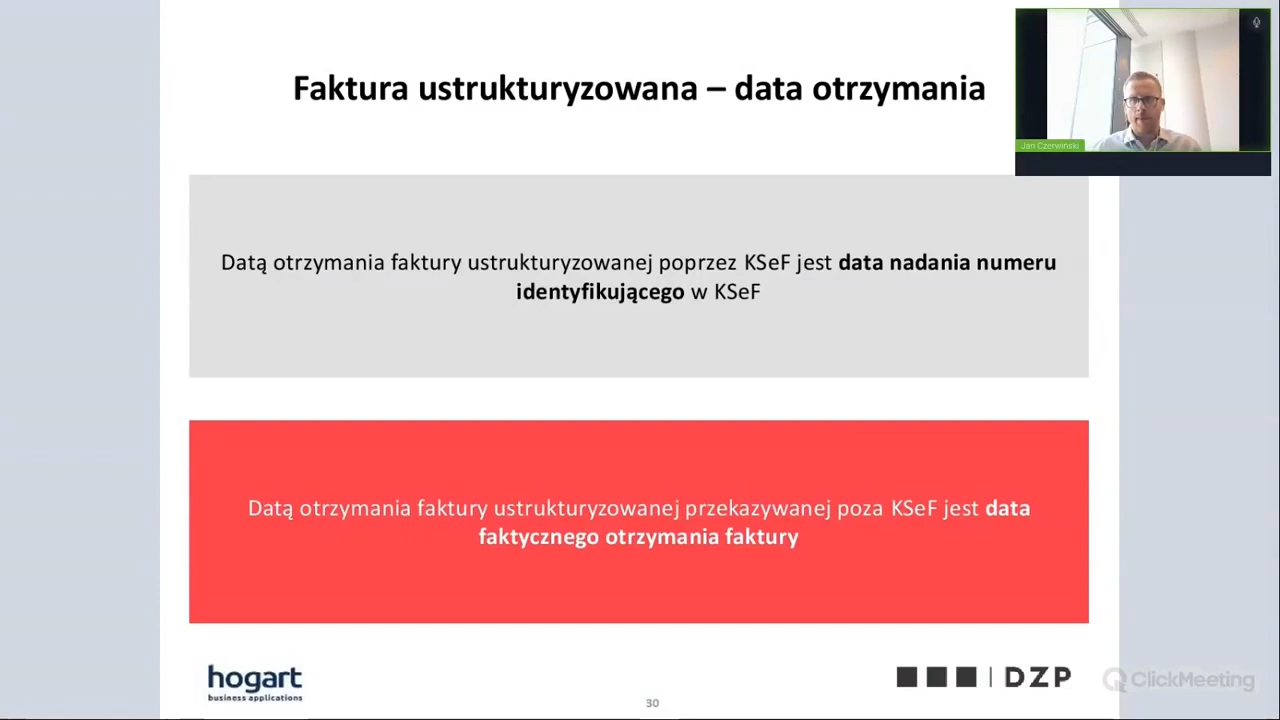 Faktura ustrukturyzowana – data otrzymania
Jan Czerwiński
Datą otrzymania faktury ustrukturyzowanej poprzez KSeF jest data nadania numeru
identyfikującego w KSeF
Datą otrzymania faktury ustrukturyzowanej przekazywanej poza KSeF jest data
faktycznego otrzymania faktury
hogart
business applications
30
DZP
ClickMeeting